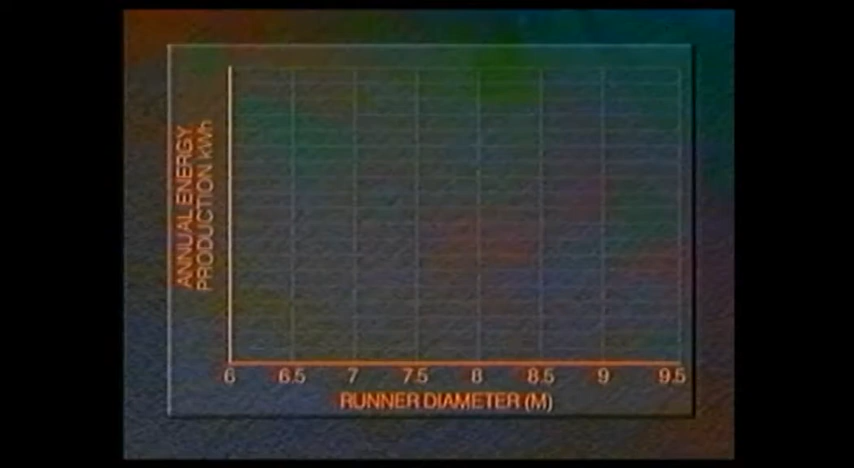 ANNUAL ENERGY
PRODUCTION kWh
6 6.5 7 7.5 8 8.5 9 9.5
RUNNER DIAMETER (M)